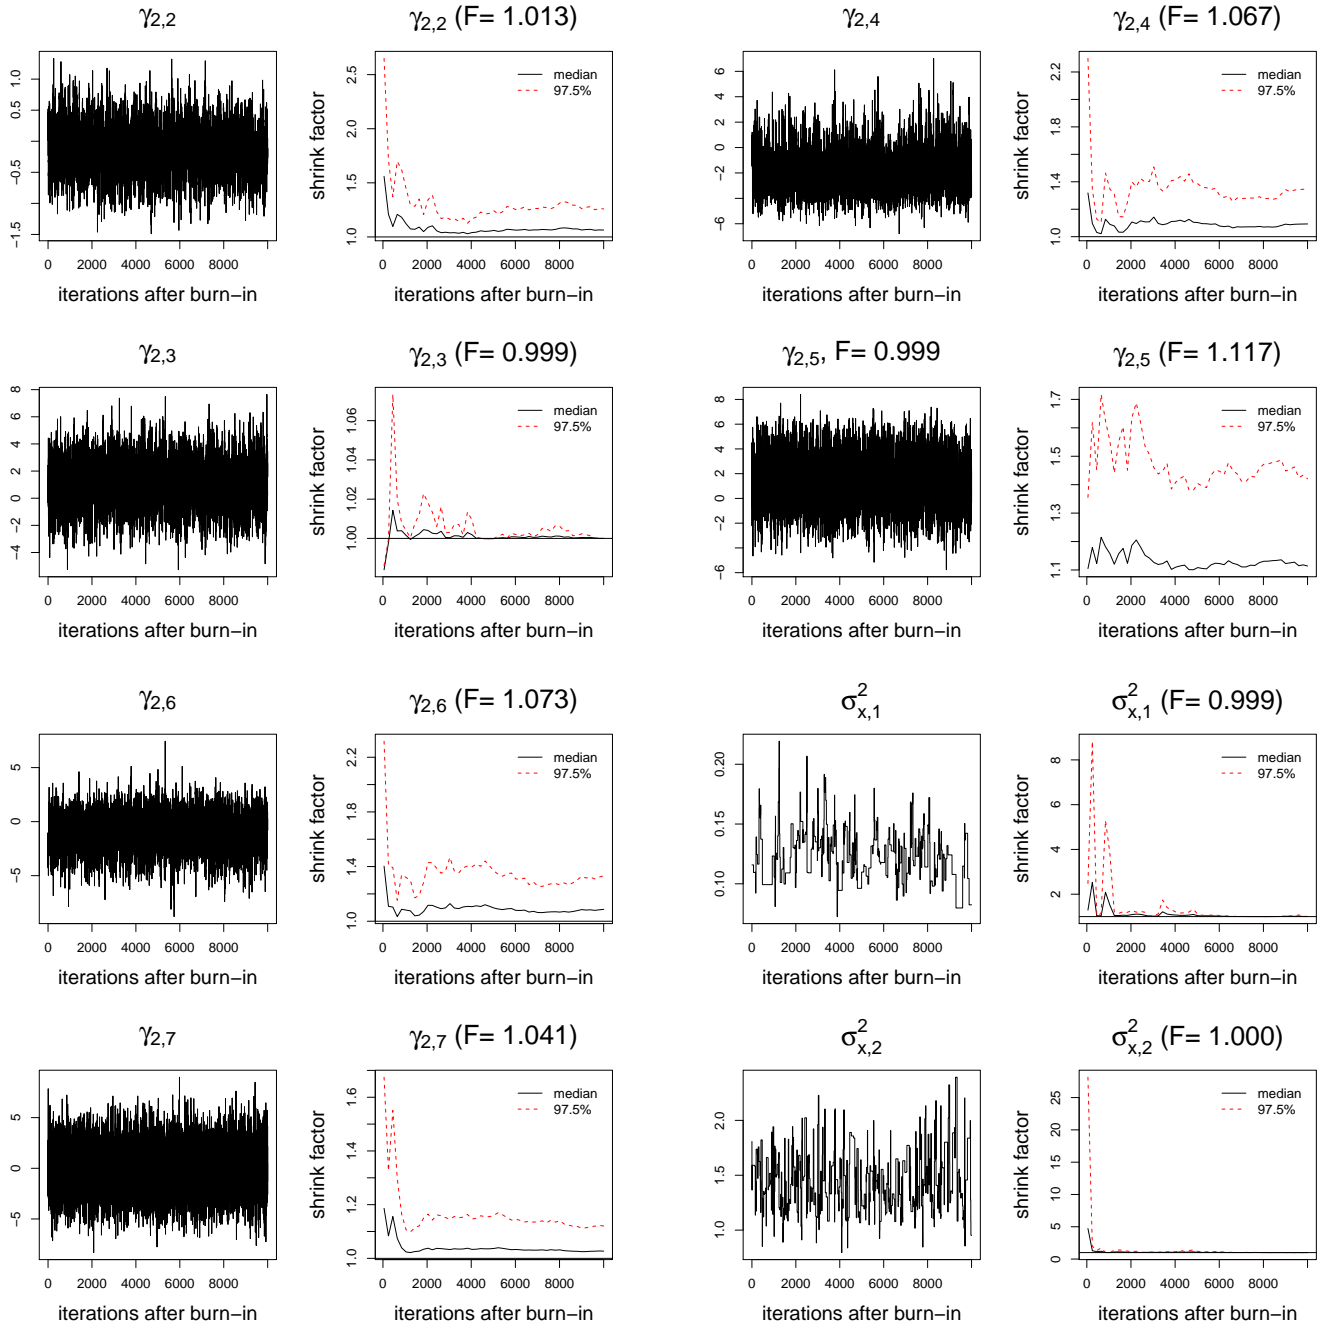 γ2,2
γ2,2 (F= 1.013)
γ2,4
γ2,4 (F= 1.067)
−1.5 −0.5 0.5 1.0
0 2000 4000 6000 8000
iterations after burn−in
shrink factor
1.0 1.5 2.0 2.5
median
97.5%
0 2000 4000 6000 8000
iterations after burn−in
−6 −2 0 2 4 6
0 2000 4000 6000 8000
iterations after burn−in
shrink factor
1.0 1.4 1.8 2.2
median
97.5%
0 2000 4000 6000 8000
iterations after burn−in
γ2,3
γ2,3 (F= 0.999)
γ2,5, F= 0.999
γ2,5 (F= 1.117)
−4 −2 0 2 4 6 8
0 2000 4000 6000 8000
iterations after burn−in
shrink factor
1.00 1.02 1.04 1.06
median
97.5%
0 2000 4000 6000 8000
iterations after burn−in
−6 −2 0 2 4 6 8
0 2000 4000 6000 8000
iterations after burn−in
shrink factor
1.1 1.3 1.5 1.7
median
97.5%
0 2000 4000 6000 8000
iterations after burn−in
γ2,6
γ2,6 (F= 1.073)
σ²x,1
σ²x,1 (F= 0.999)
−5 0 5
0 2000 4000 6000 8000
iterations after burn−in
shrink factor
1.0 1.4 1.8 2.2
median
97.5%
0 2000 4000 6000 8000
iterations after burn−in
0.10 0.15 0.20
0 2000 4000 6000 8000
iterations after burn−in
shrink factor
2 4 6 8
median
97.5%
0 2000 4000 6000 8000
iterations after burn−in
γ2,7
γ2,7 (F= 1.041)
σ²x,2
σ²x,2 (F= 1.000)
−5 0 5
0 2000 4000 6000 8000
iterations after burn−in
shrink factor
1.0 1.2 1.4 1.6
median
97.5%
0 2000 4000 6000 8000
iterations after burn−in
1.0 1.5 2.0
0 2000 4000 6000 8000
iterations after burn−in
shrink factor
0 5 10 15 20 25
median
97.5%
0 2000 4000 6000 8000
iterations after burn−in